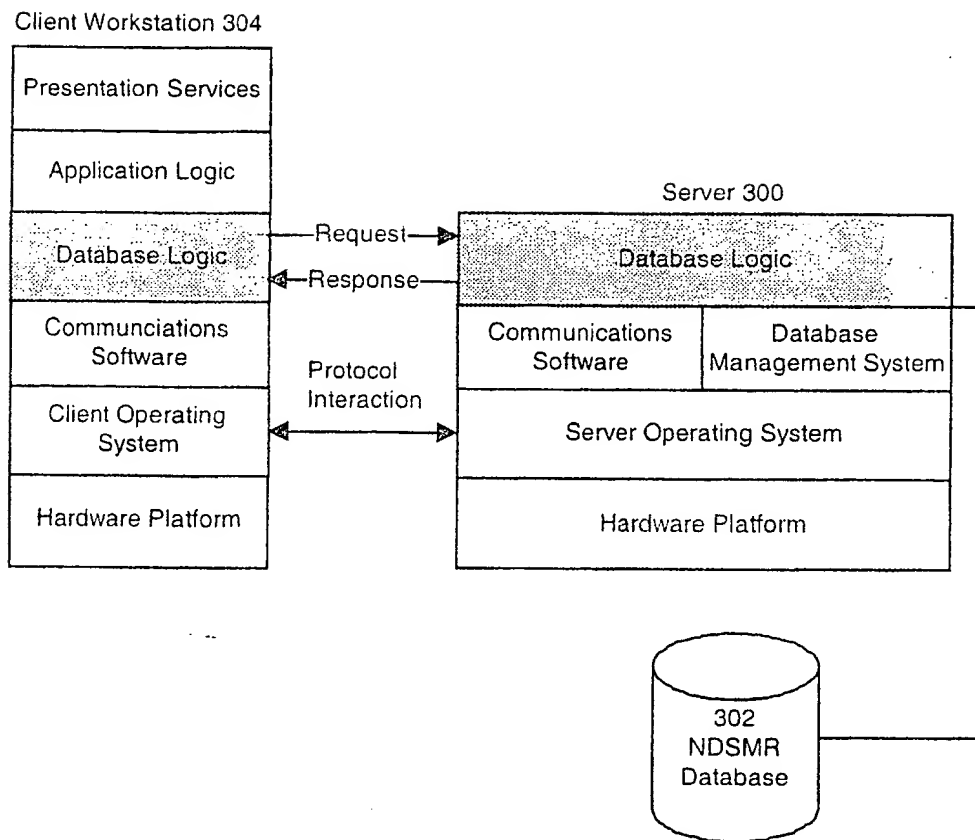 Client Workstation 304
Presentation Services
Application Logic
Database Logic
Communciations
Software
Client Operating
System
Hardware Platform
Request
Response
Protocol
Interaction
Server 300
Database Logic
Communications
Software
Database
Management System
Server Operating System
Hardware Platform
302
NDSMR
Database